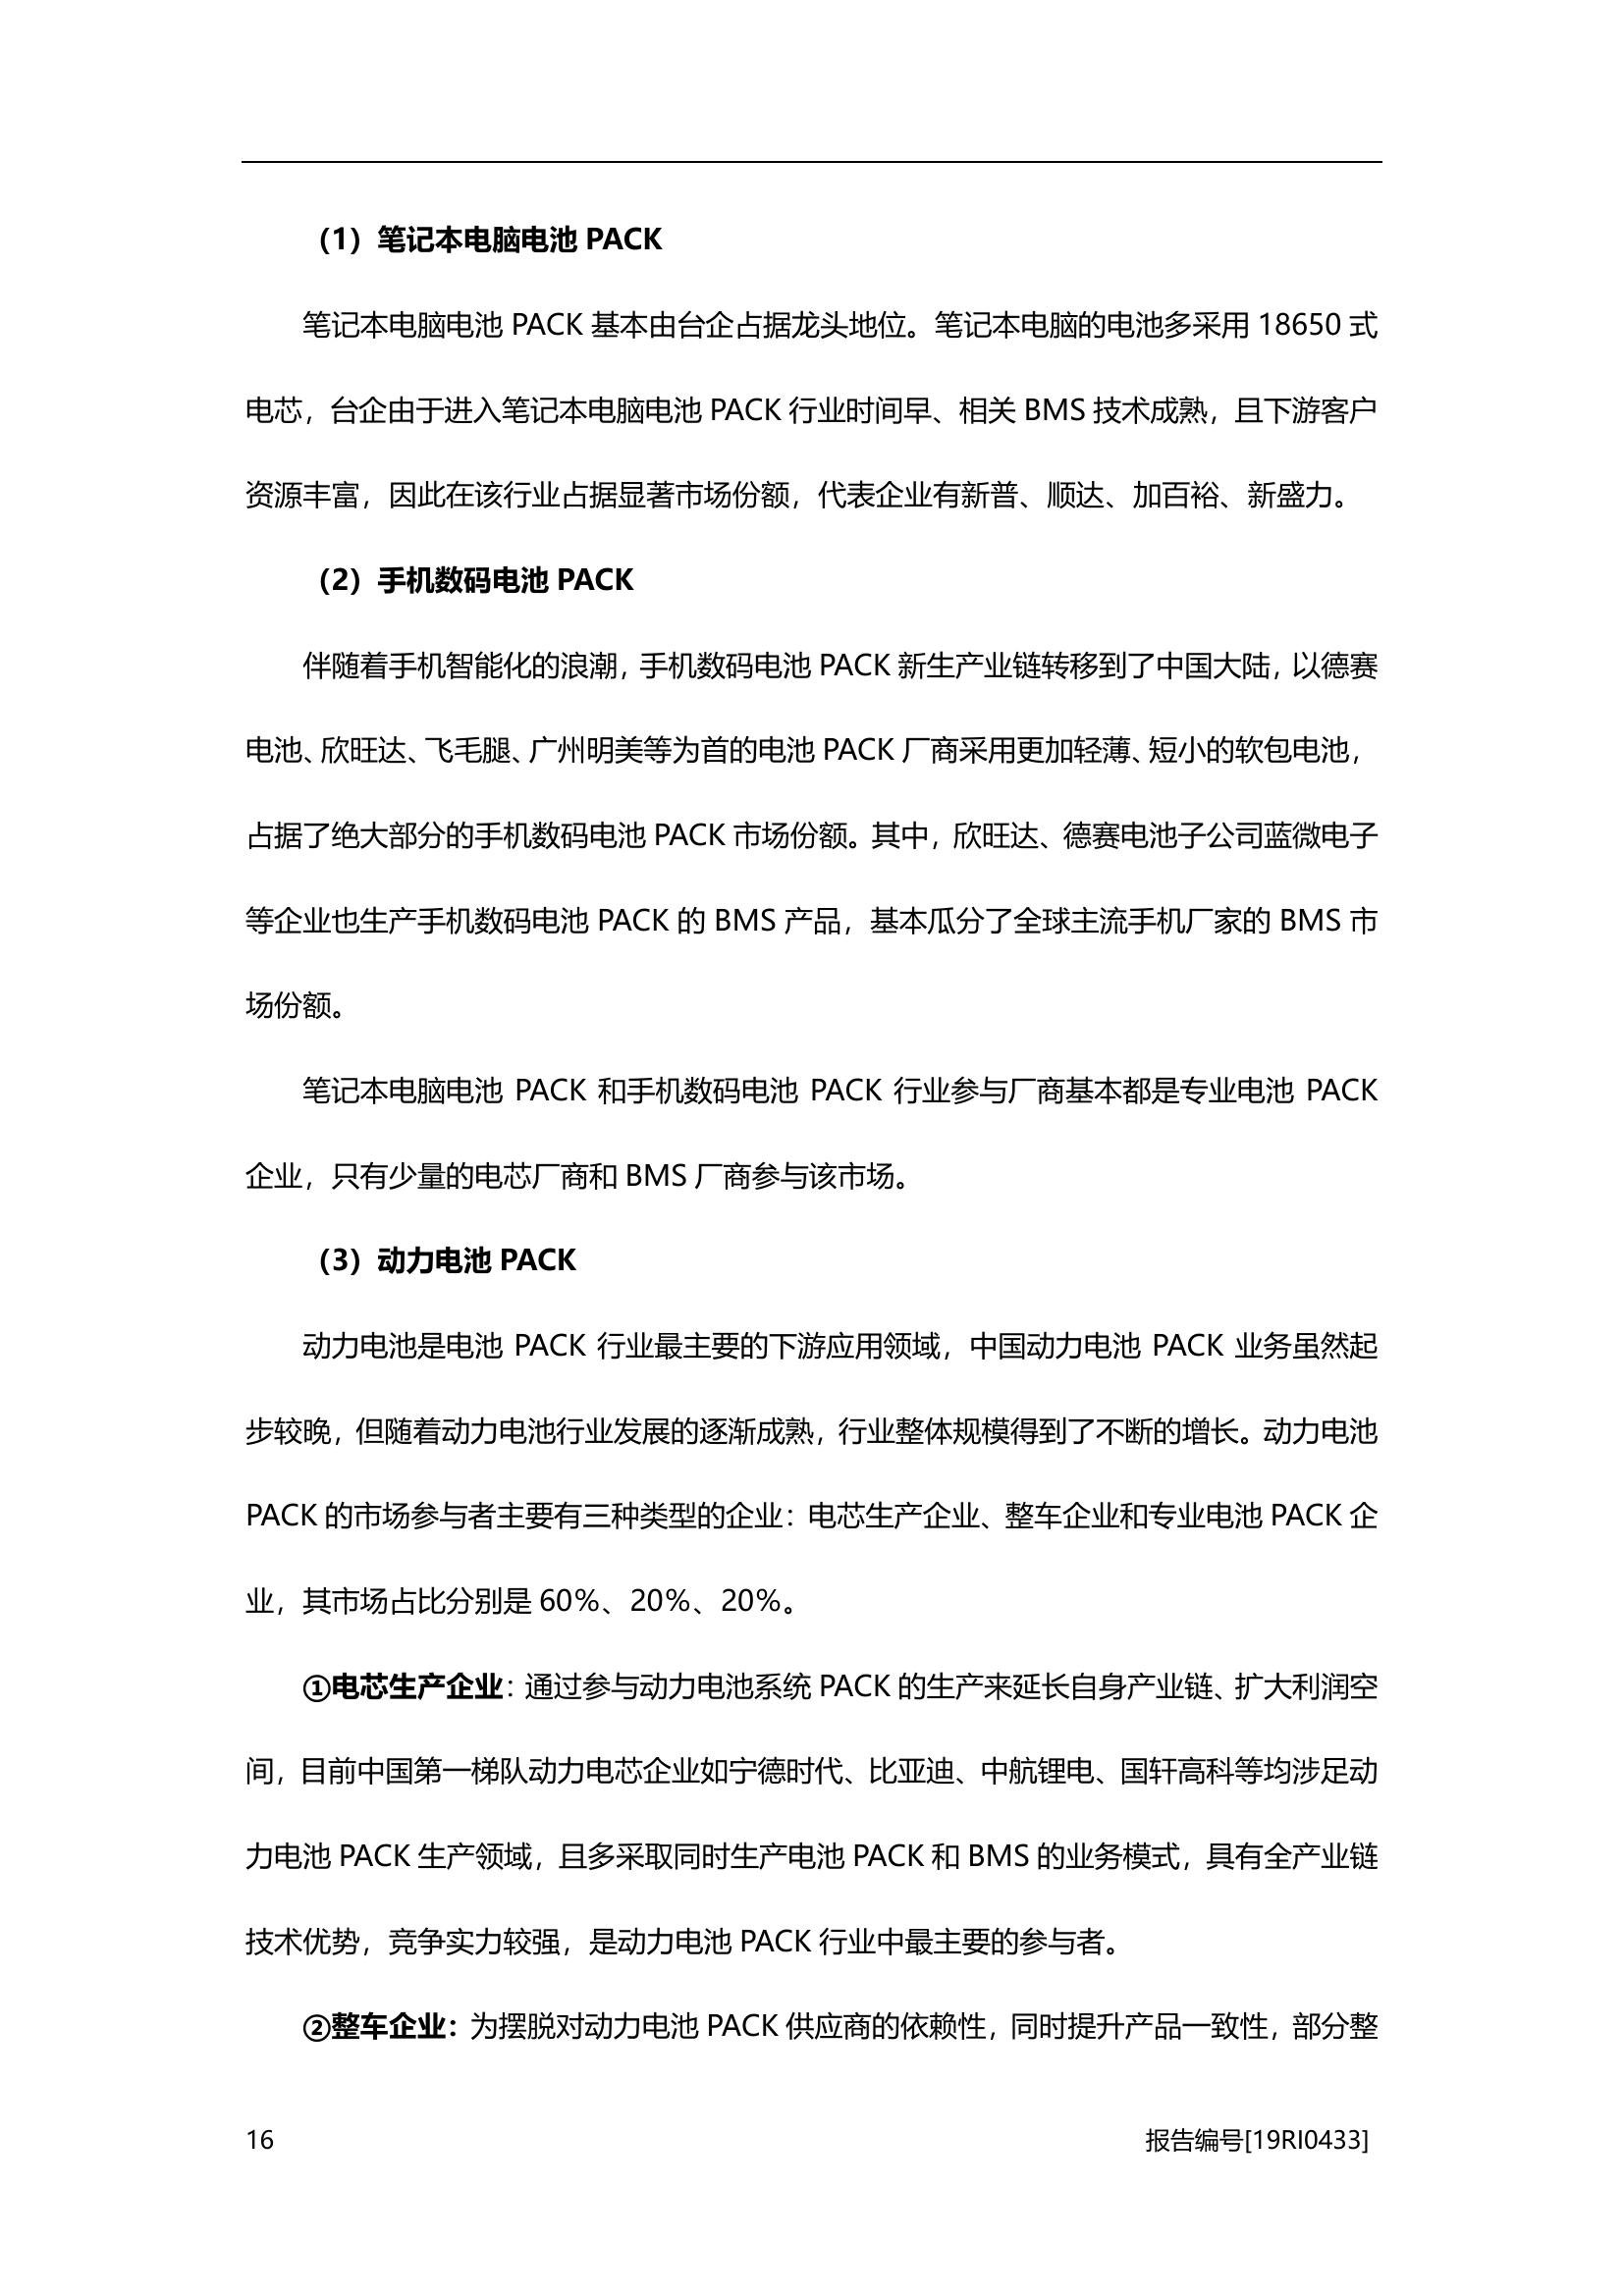 （1）笔记本电脑电池 PACK
笔记本电脑电池 PACK 基本由台企占据龙头地位。笔记本电脑的电池多采用 18650 式
电芯，台企由于进入笔记本电脑电池 PACK 行业时间早、相关 BMS 技术成熟，且下游客户
资源丰富，因此在该行业占据显著市场份额，代表企业有新普、顺达、加百裕、新盛力。
（2）手机数码电池 PACK
伴随着手机智能化的浪潮，手机数码电池 PACK 新生产业链转移到了中国大陆，以德赛
电池、欣旺达、飞毛腿、广州明美等为首的电池 PACK 厂商采用更加轻薄、短小的软包电池，
占据了绝大部分的手机数码电池 PACK 市场份额。其中，欣旺达、德赛电池子公司蓝微电子
等企业也生产手机数码电池 PACK 的 BMS 产品，基本瓜分了全球主流手机厂家的 BMS 市
场份额。
笔记本电脑电池 PACK 和手机数码电池 PACK 行业参与厂商基本都是专业电池 PACK
企业，只有少量的电芯厂商和 BMS 厂商参与该市场。
（3）动力电池 PACK
动力电池是电池 PACK 行业最主要的下游应用领域，中国动力电池 PACK 业务虽然起
步较晚，但随着动力电池行业发展的逐渐成熟，行业整体规模得到了不断的增长。动力电池
PACK 的市场参与者主要有三种类型的企业：电芯生产企业、整车企业和专业电池 PACK 企
业，其市场占比分别是 60%、20%、20%。
①电芯生产企业：通过参与动力电池系统 PACK 的生产来延长自身产业链、扩大利润空
间，目前中国第一梯队动力电芯企业如宁德时代、比亚迪、中航锂电、国轩高科等均涉足动
力电池 PACK 生产领域，且多采取同时生产电池 PACK 和 BMS 的业务模式，具有全产业链
技术优势，竞争实力较强，是动力电池 PACK 行业中最主要的参与者。
②整车企业：为摆脱对动力电池 PACK 供应商的依赖性，同时提升产品一致性，部分整
16 报告编号[19RI0433]